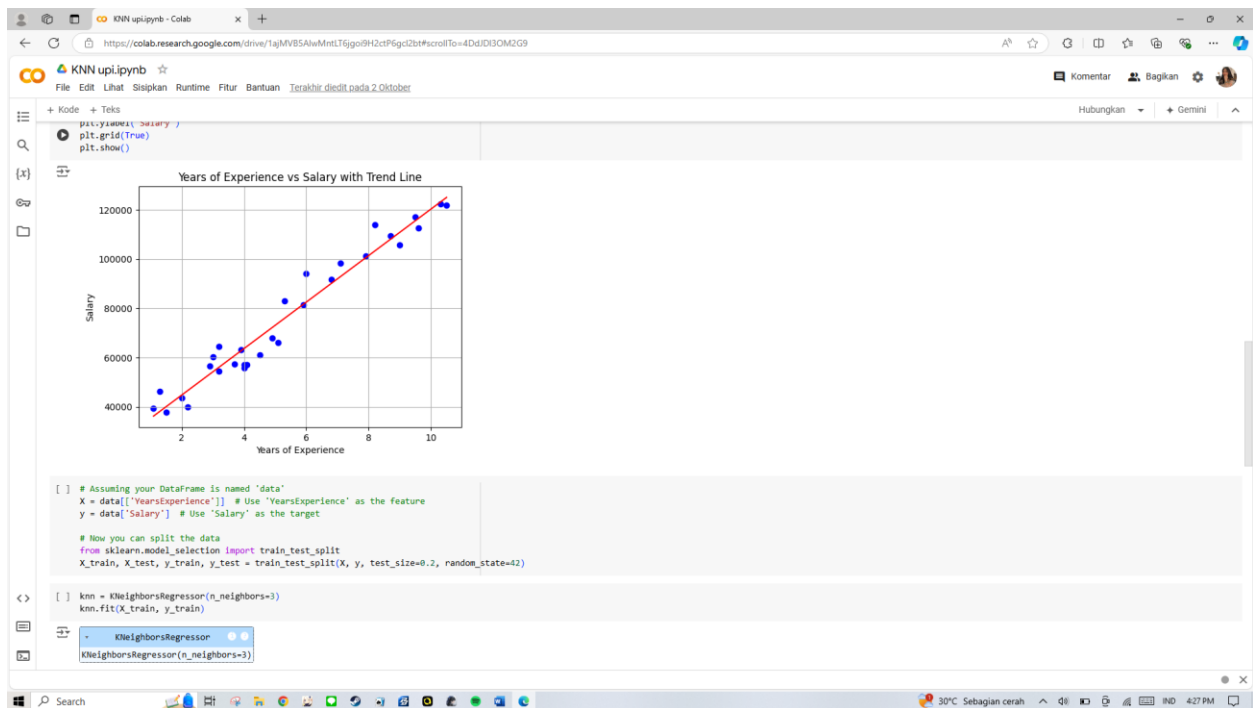 KNN upi.ipynb - Colab
https://colab.research.google.com/drive/1ajMVB5AlwMntLT6jgoi9H2ctP6gcl2bt#scrollTo=4DdJDl3OM2G9
KNN upi.ipynb
File Edit Lihat Sisipkan Runtime Fitur Bantuan Terakhir diedit pada 2 Oktober
Komentar Bagikan
+ Kode + Teks
Hubungkan Gemini
plt.ylabel('Salary')
plt.grid(True)
plt.show()
Years of Experience vs Salary with Trend Line
120000
100000
80000
60000
40000
Salary
2 4 6 8 10
Years of Experience
[ ] # Assuming your DataFrame is named 'data'
X = data[['YearsExperience']] # Use 'YearsExperience' as the feature
y = data['Salary'] # Use 'Salary' as the target
# Now you can split the data
from sklearn.model_selection import train_test_split
X_train, X_test, y_train, y_test = train_test_split(X, y, test_size=0.2, random_state=42)
[ ] knn = KNeighborsRegressor(n_neighbors=3)
knn.fit(X_train, y_train)
KNeighborsRegressor
KNeighborsRegressor(n_neighbors=3)
Search
30°C Sebagian cerah IND 4:27 PM